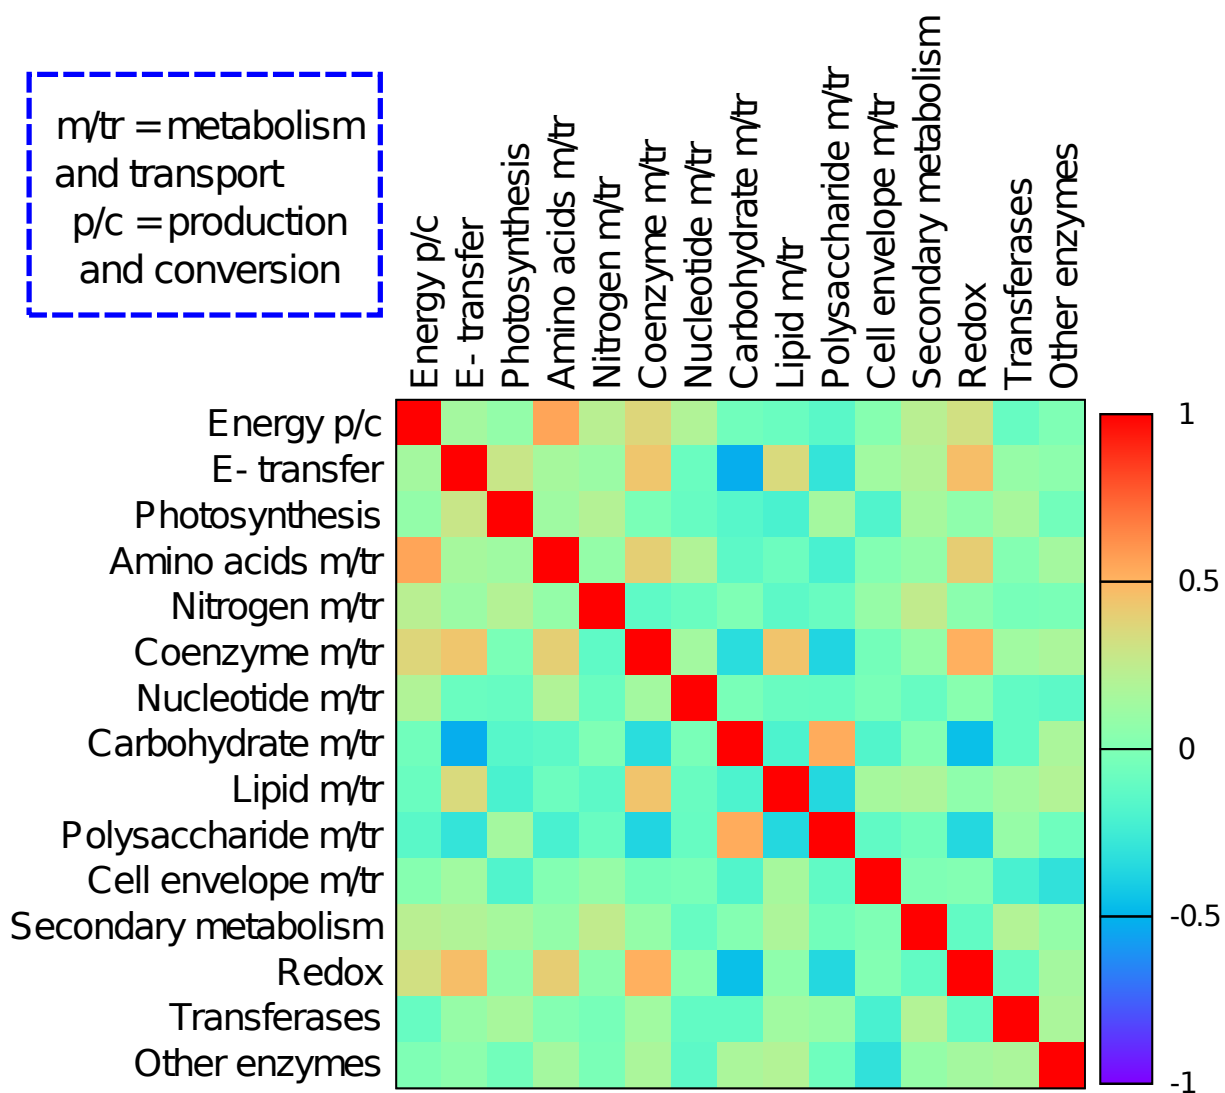 m/tr = metabolism
and transport
p/c = production
and conversion
Energy p/c
E- transfer
Photosynthesis
Amino acids m/tr
Nitrogen m/tr
Coenzyme m/tr
Nucleotide m/tr
Carbohydrate m/tr
Lipid m/tr
Polysaccharide m/tr
Cell envelope m/tr
Secondary metabolism
Redox
Transferases
Other enzymes
Energy p/c
E- transfer
Photosynthesis
Amino acids m/tr
Nitrogen m/tr
Coenzyme m/tr
Nucleotide m/tr
Carbohydrate m/tr
Lipid m/tr
Polysaccharide m/tr
Cell envelope m/tr
Secondary metabolism
Redox
Transferases
Other enzymes
1
0.5
0
-0.5
-1